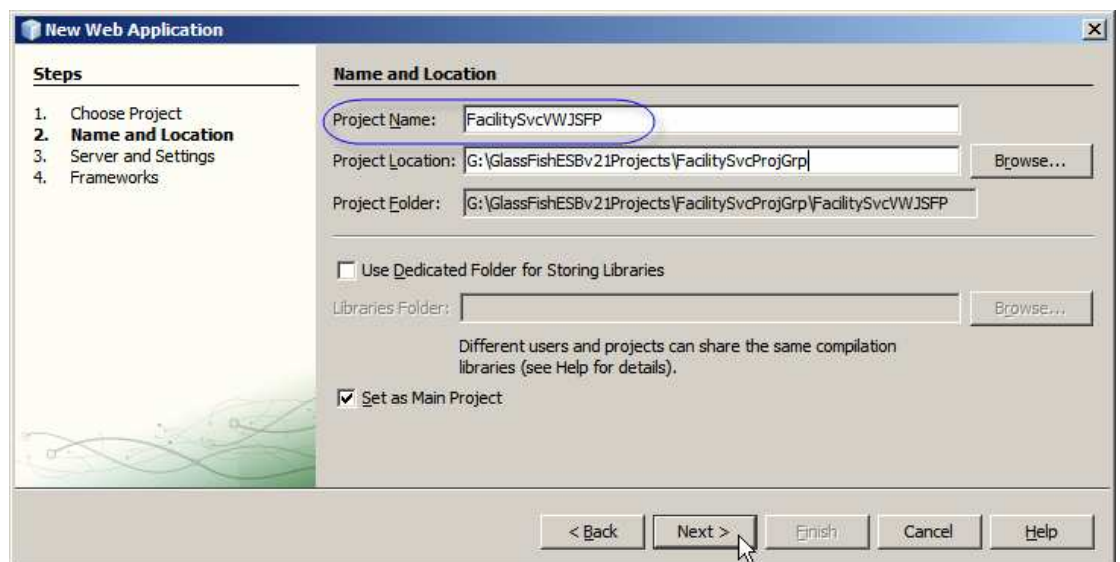 New Web Application
Steps
1. Choose Project
2. Name and Location
3. Server and Settings
4. Frameworks
Name and Location
Project Name: FacilitySvcVWJSFP
Project Location: G:\GlassFishESBv21Projects\FacilitySvcProjGrp Browse...
Project Folder: G:\GlassFishESBv21Projects\FacilitySvcProjGrp\FacilitySvcVWJSFP
Use Dedicated Folder for Storing Libraries
Libraries Folder: Browse...
Different users and projects can share the same compilation
libraries (see Help for details).
Set as Main Project
< Back Next > Finish Cancel Help